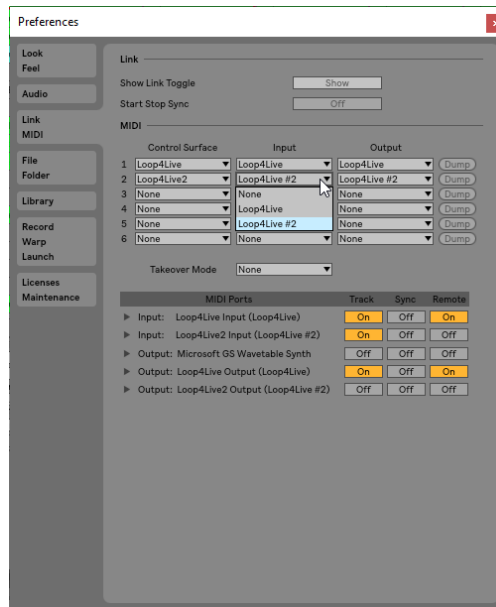 Preferences
Look
Feel
Audio
Link
MIDI
File
Folder
Library
Record
Warp
Launch
Licenses
Maintenance
Link
Show Link Toggle Show
Start Stop Sync Off
MIDI
Control Surface Input Output
1 Loop4Live Loop4Live Loop4Live Dump
2 Loop4Live2 Loop4Live #2 Loop4Live #2 Dump
3 None None None Dump
4 None Loop4Live None Dump
5 None Loop4Live #2 None Dump
6 None None None Dump
Takeover Mode None
MIDI Ports Track Sync Remote
Input: Loop4Live Input (Loop4Live) On Off On
Input: Loop4Live2 Input (Loop4Live #2) On Off Off
Output: Microsoft GS Wavetable Synth Off Off Off
Output: Loop4Live Output (Loop4Live) On Off On
Output: Loop4Live2 Output (Loop4Live #2) Off Off Off